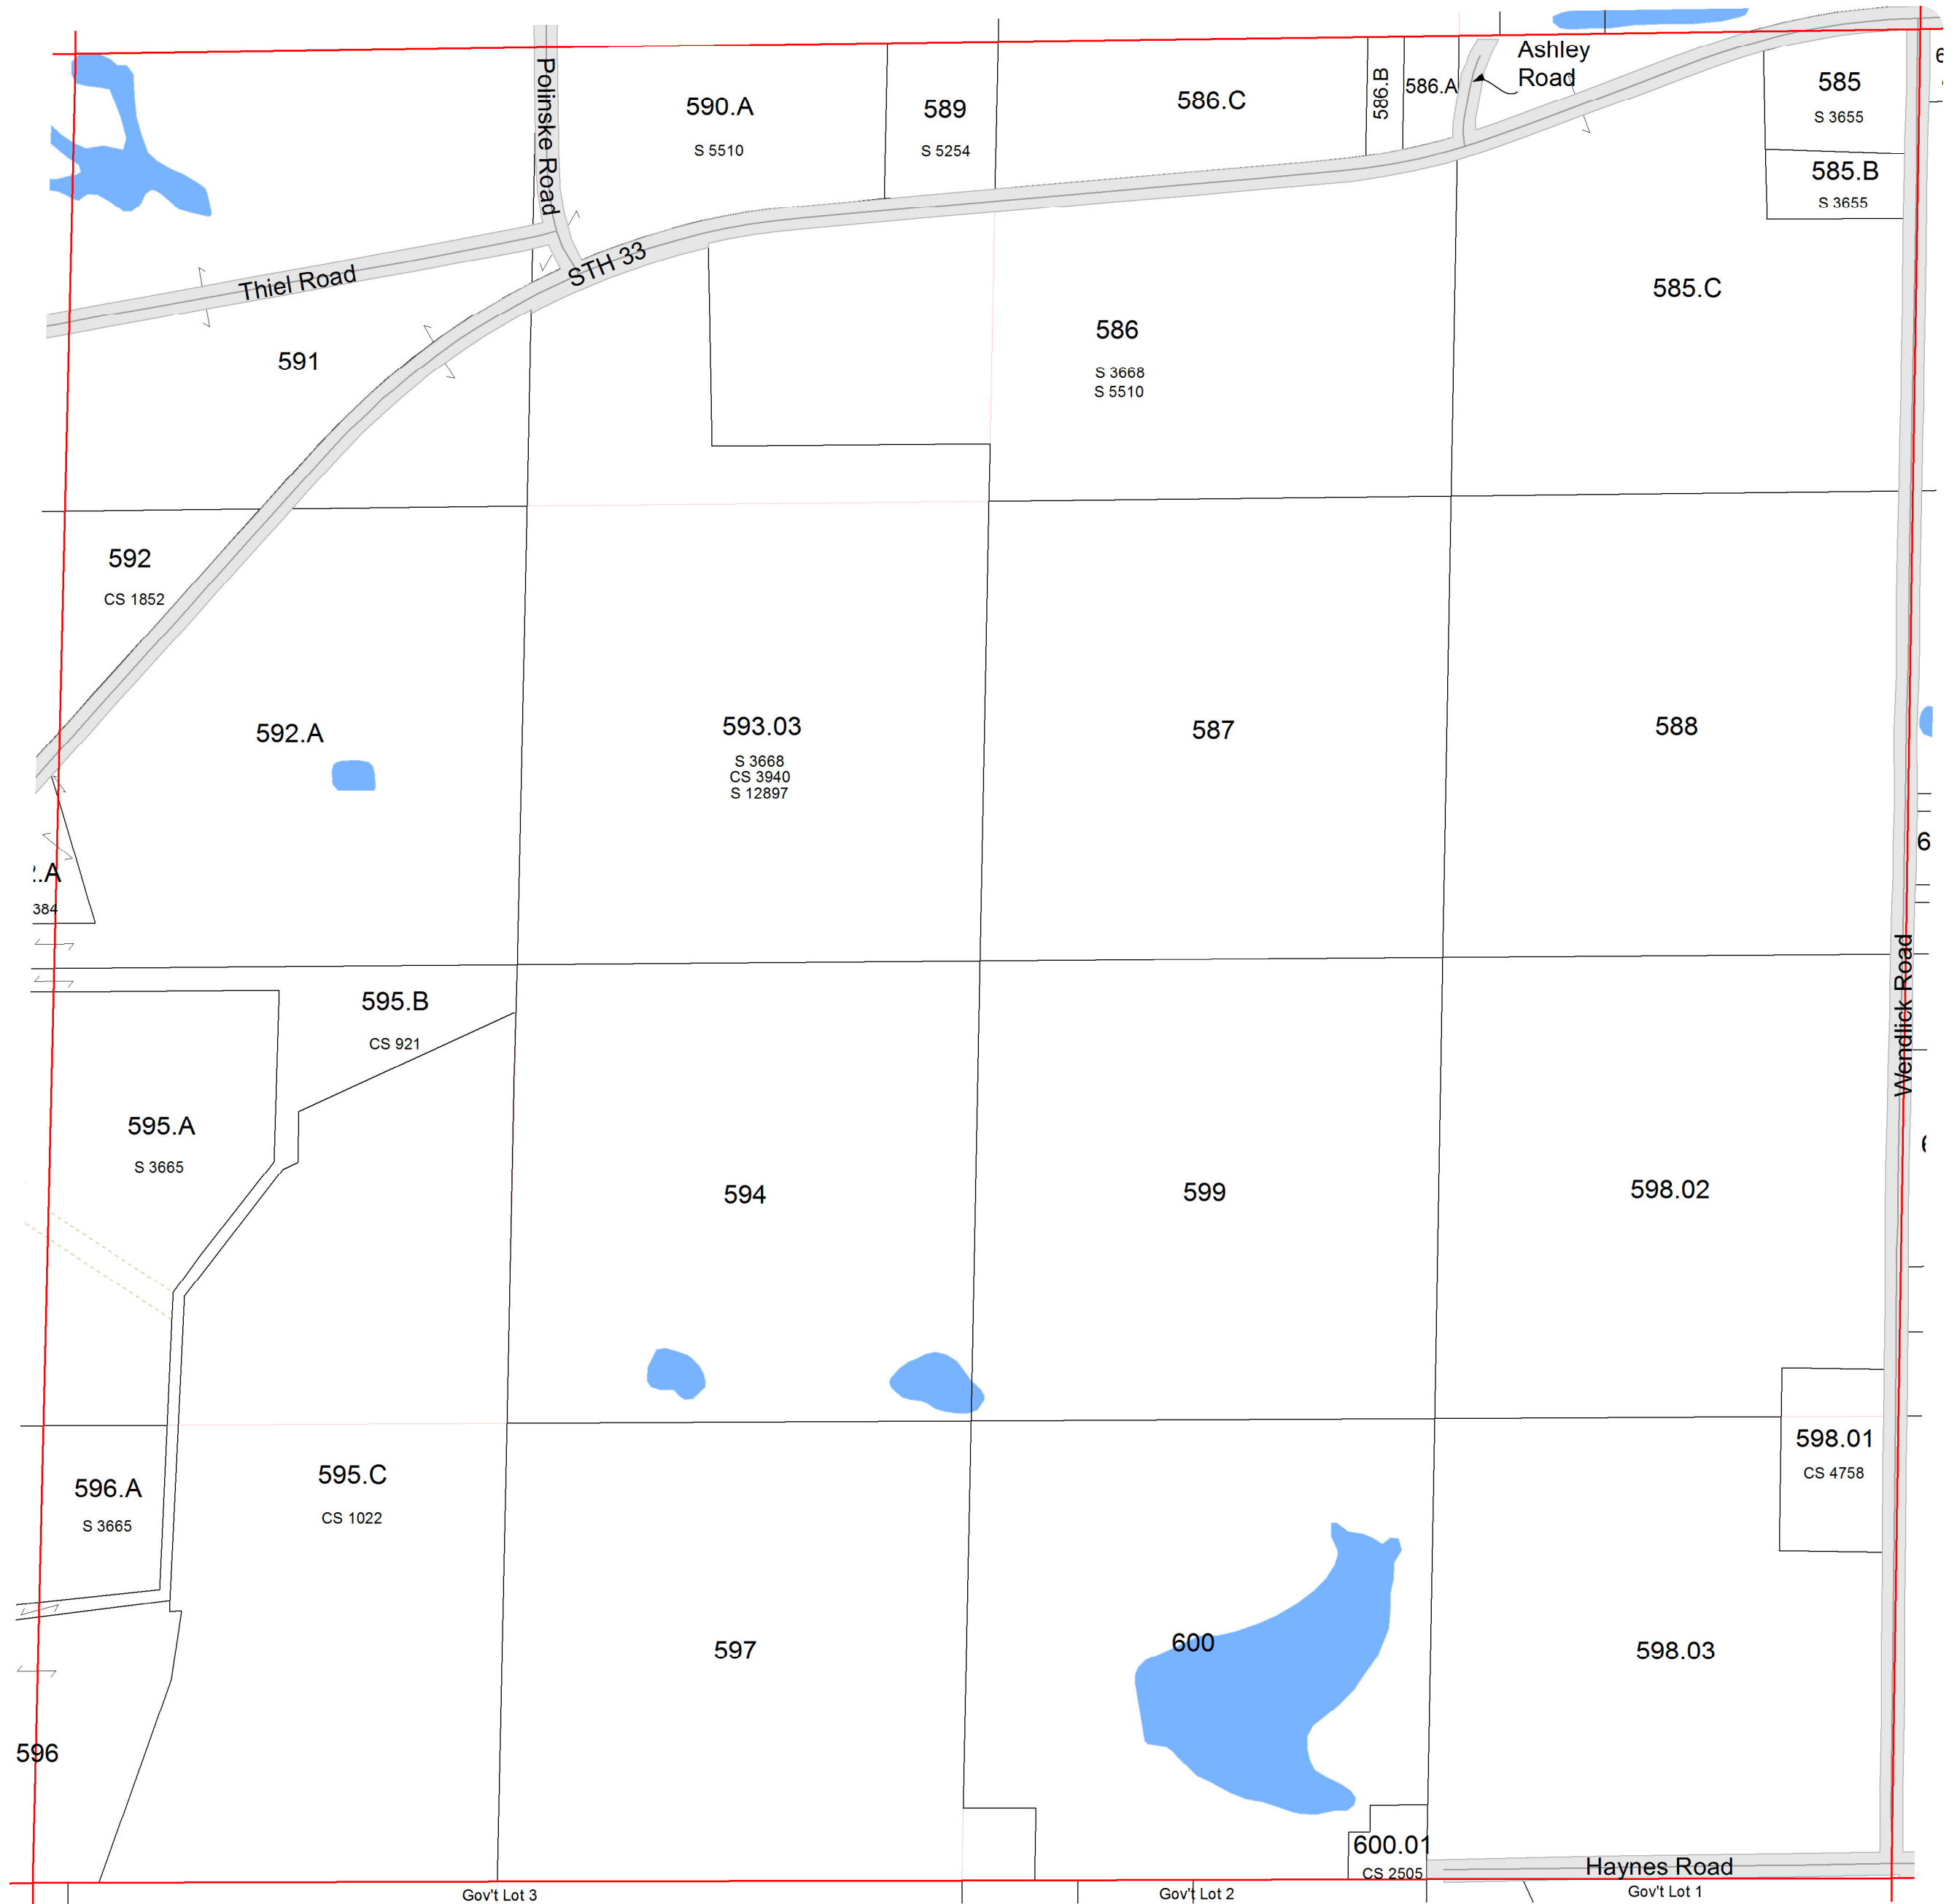 Ashley
Road
Polinske Road
590.A
S 5510
589
S 5254
586.C
586.B
586.A
585
S 3655
585.B
S 3655
Thiel Road
STH 33
585.C
591
586
S 3668
S 5510
592
CS 1852
592.A
593.03
S 3668
CS 3940
S 12897
587
588
.A
384
6
Wendlick Road
595.B
CS 921
595.A
S 3665
594
599
598.02
596.A
S 3665
595.C
CS 1022
598.01
CS 4758
597
600
598.03
596
600.01
CS 2505
Haynes Road
Gov't Lot 3
Gov't Lot 2
Gov't Lot 1